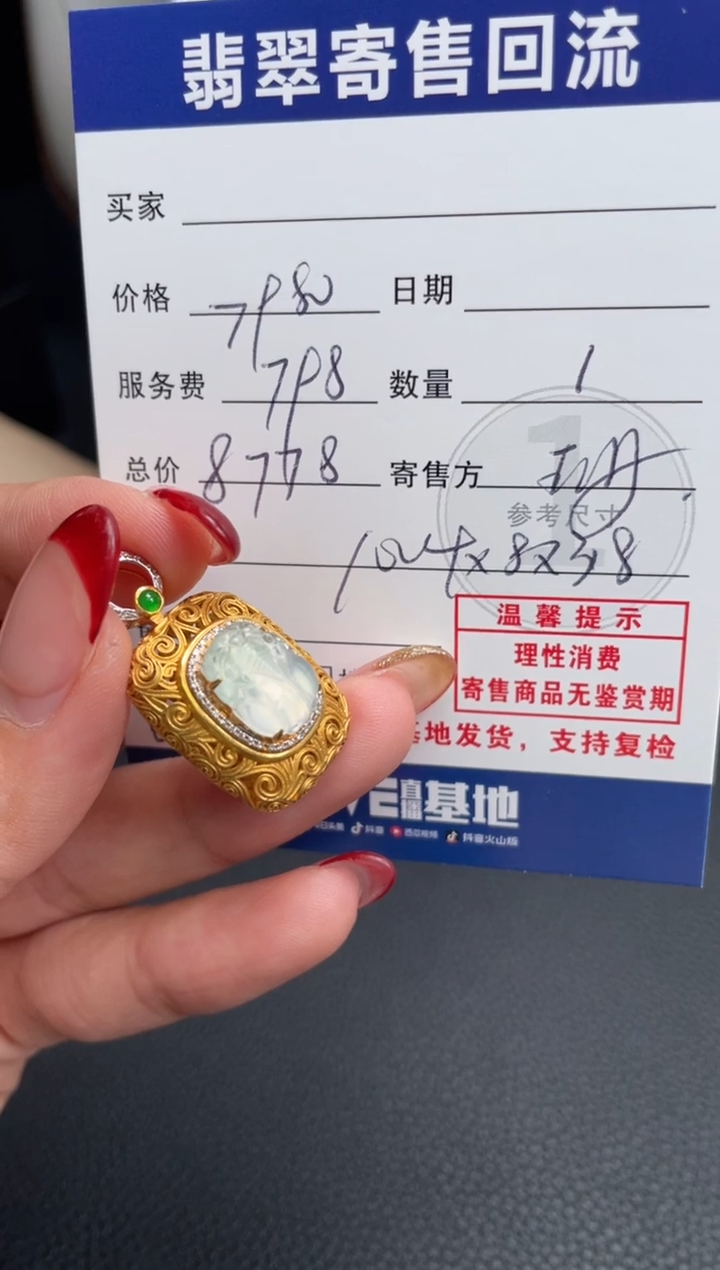 翡翠寄售回流
买家
价格 7980 日期
服务费 798 数量 1
总价 8778 寄售方
参考尺寸
温馨提示
理性消费
寄售商品无鉴赏期
基地发货，支持复检
直播基地
抖音 西瓜视频 抖音火山版